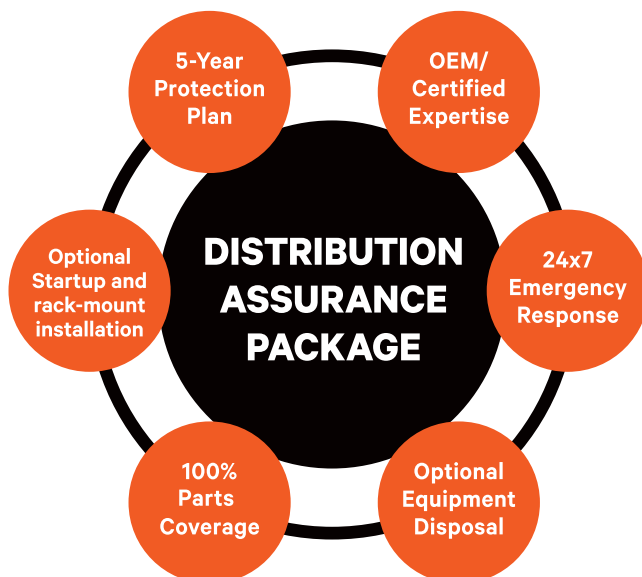 5-Year
Protection
Plan
OEM/
Certified
Expertise
DISTRIBUTION
ASSURANCE
PACKAGE
Optional
Startup and
rack-mount
installation
24x7
Emergency
Response
100%
Parts
Coverage
Optional
Equipment
Disposal